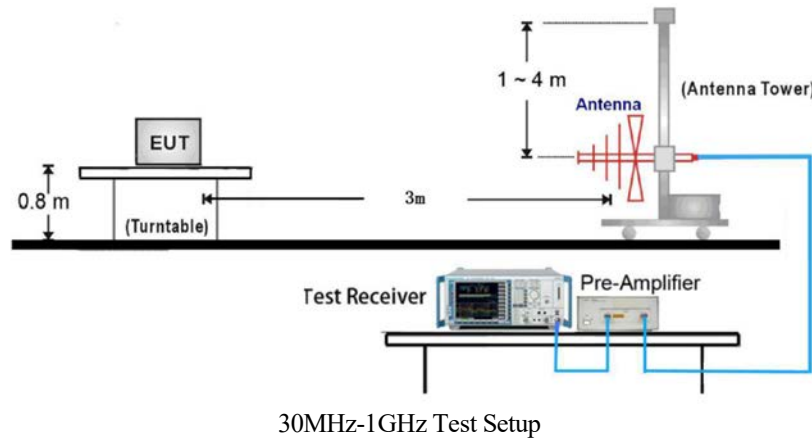 1 ~ 4 m
(Antenna Tower)
Antenna
EUT
0.8 m
3m
(Turntable)
Test Receiver
Pre-Amplifier
30MHz-1GHz Test Setup